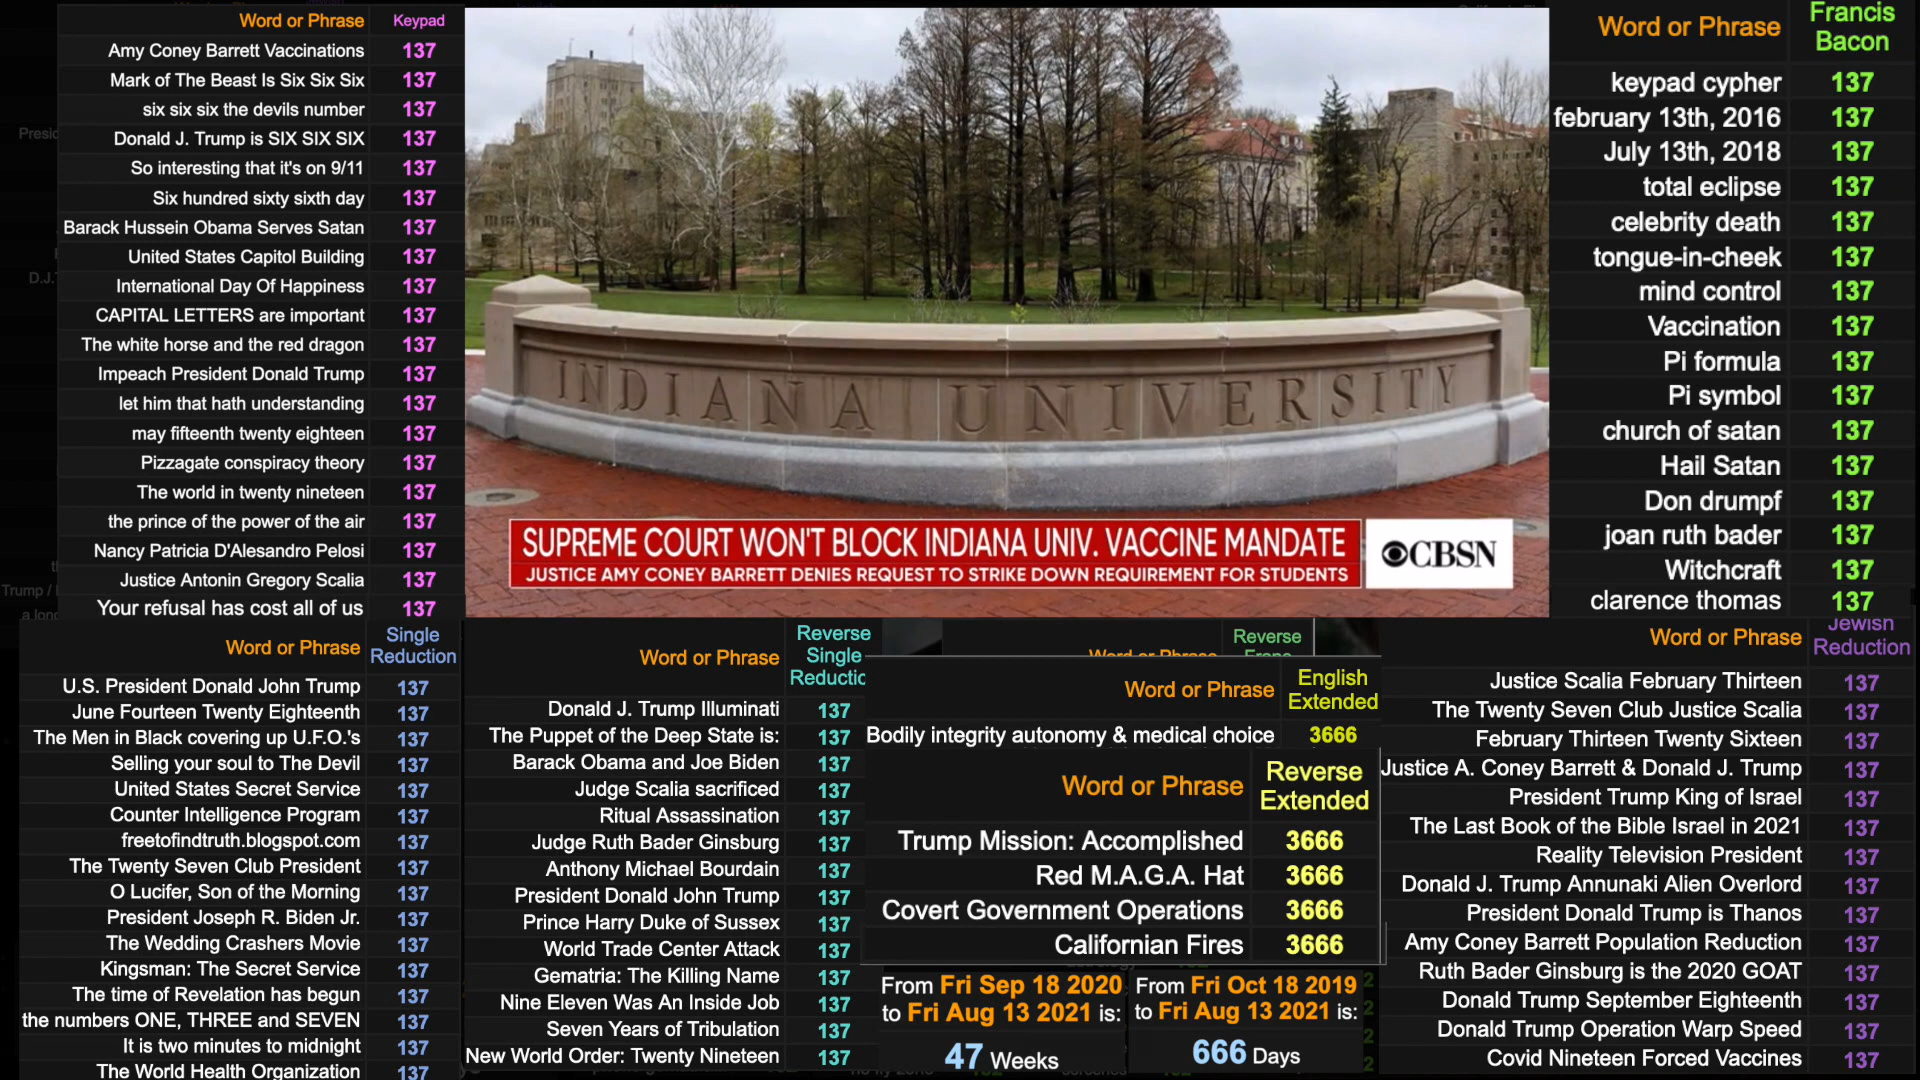 Word or Phrase Keypad
Amy Coney Barrett Vaccinations 137
Mark of The Beast Is Six Six Six 137
six six six the devils number 137
Donald J. Trump is SIX SIX SIX 137
So interesting that it's on 9/11 137
Six hundred sixty sixth day 137
Barack Hussein Obama Serves Satan 137
United States Capitol Building 137
International Day Of Happiness 137
CAPITAL LETTERS are important 137
The white horse and the red dragon 137
Impeach President Donald Trump 137
let him that hath understanding 137
may fifteenth twenty eighteen 137
Pizzagate conspiracy theory 137
The world in twenty nineteen 137
the prince of the power of the air 137
Nancy Patricia D'Alesandro Pelosi 137
Justice Antonin Gregory Scalia 137
Your refusal has cost all of us 137
INDIANA UNIVERSITY
SUPREME COURT WON'T BLOCK INDIANA UNIV. VACCINE MANDATE
JUSTICE AMY CONEY BARRETT DENIES REQUEST TO STRIKE DOWN REQUIREMENT FOR STUDENTS
CBSN
Word or Phrase Francis Bacon
keypad cypher 137
february 13th, 2016 137
July 13th, 2018 137
total eclipse 137
celebrity death 137
tongue-in-cheek 137
mind control 137
Vaccination 137
Pi formula 137
Pi symbol 137
church of satan 137
Hail Satan 137
Don drumpf 137
joan ruth bader 137
Witchcraft 137
clarence thomas 137
Word or Phrase Single Reduction
U.S. President Donald John Trump 137
June Fourteen Twenty Eighteenth 137
The Men in Black covering up U.F.O.'s 137
Selling your soul to The Devil 137
United States Secret Service 137
Counter Intelligence Program 137
freetofindtruth.blogspot.com 137
The Twenty Seven Club President 137
O Lucifer, Son of the Morning 137
President Joseph R. Biden Jr. 137
The Wedding Crashers Movie 137
Kingsman: The Secret Service 137
The time of Revelation has begun 137
the numbers ONE, THREE and SEVEN 137
It is two minutes to midnight 137
The World Health Organization 137
Word or Phrase Reverse Single Reductic
Donald J. Trump Illuminati 137
The Puppet of the Deep State is: 137
Barack Obama and Joe Biden 137
Judge Scalia sacrificed 137
Ritual Assassination 137
Judge Ruth Bader Ginsburg 137
Anthony Michael Bourdain 137
President Donald John Trump 137
Prince Harry Duke of Sussex 137
World Trade Center Attack 137
Gematria: The Killing Name 137
Nine Eleven Was An Inside Job 137
Seven Years of Tribulation 137
New World Order: Twenty Nineteen 137
Word or Phrase Reverse
Word or Phrase English Extended
Bodily integrity autonomy & medical choice 3666
Word or Phrase Reverse Extended
Trump Mission: Accomplished 3666
Red M.A.G.A. Hat 3666
Covert Government Operations 3666
Californian Fires 3666
From Fri Sep 18 2020
to Fri Aug 13 2021 is:
47 Weeks
From Fri Oct 18 2019
to Fri Aug 13 2021 is:
666 Days
Word or Phrase Jewish Reduction
Justice Scalia February Thirteen 137
The Twenty Seven Club Justice Scalia 137
February Thirteen Twenty Sixteen 137
Justice A. Coney Barrett & Donald J. Trump 137
President Trump King of Israel 137
The Last Book of the Bible Israel in 2021 137
Reality Television President 137
Donald J. Trump Annunaki Alien Overlord 137
President Donald Trump is Thanos 137
Amy Coney Barrett Population Reduction 137
Ruth Bader Ginsburg is the 2020 GOAT 137
Donald Trump September Eighteenth 137
Donald Trump Operation Warp Speed 137
Covid Nineteen Forced Vaccines 137